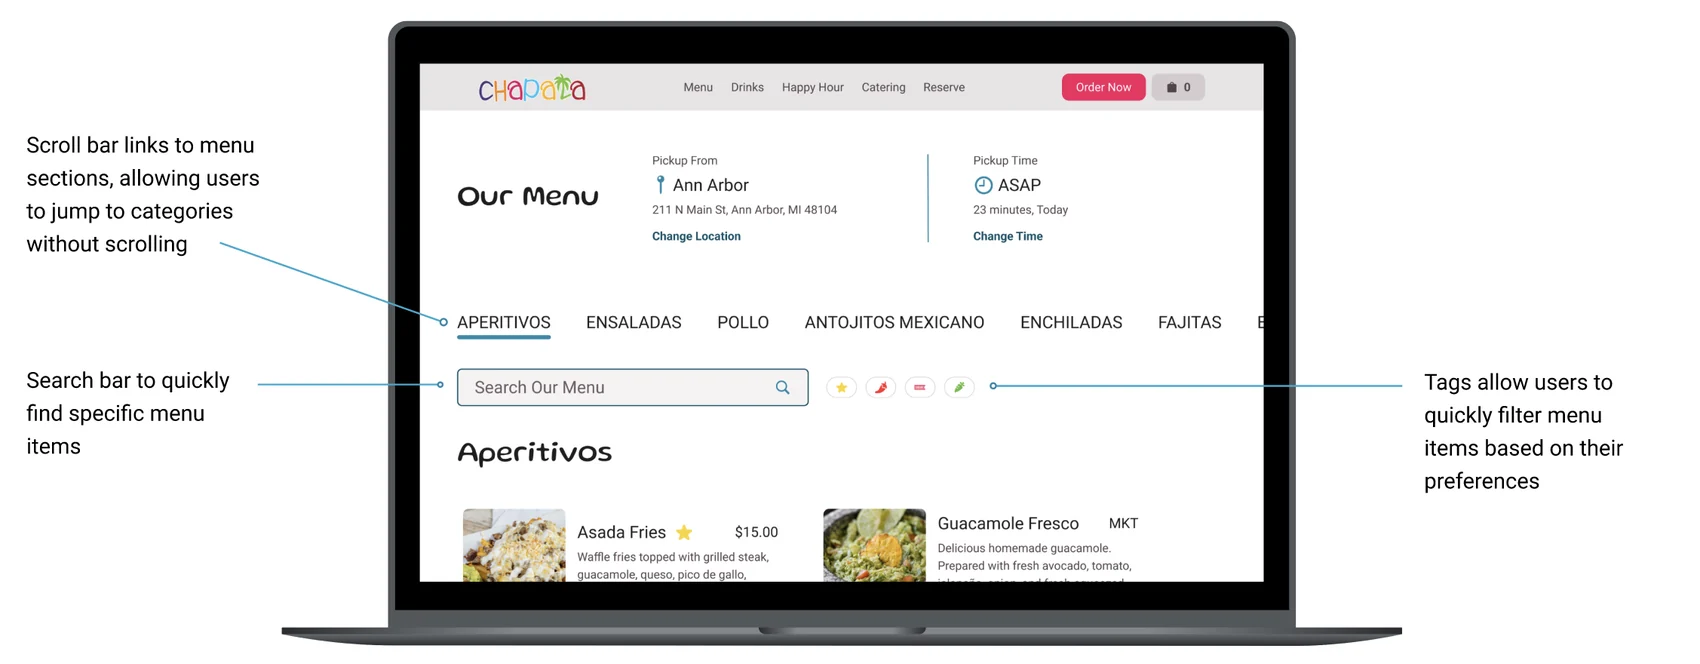 CHAPALA
Menu
Drinks
Happy Hour
Catering
Reserve
Order Now
0
Scroll bar links to menu
sections, allowing users
to jump to categories
without scrolling
Our Menu
Pickup From
Ann Arbor
211 N Main St, Ann Arbor, MI 48104
Change Location
Pickup Time
ASAP
23 minutes, Today
Change Time
APERITIVOS
ENSALADAS
POLLO
ANTOJITOS MEXICANO
ENCHILADAS
FAJITAS
Search bar to quickly
find specific menu
items
Search Our Menu
Tags allow users to
quickly filter menu
items based on their
preferences
Aperitivos
Asada Fries
$15.00
Waffle fries topped with grilled steak,
guacamole, queso, pico de gallo,
Guacamole Fresco
MKT
Delicious homemade guacamole.
Prepared with fresh avocado, tomato,